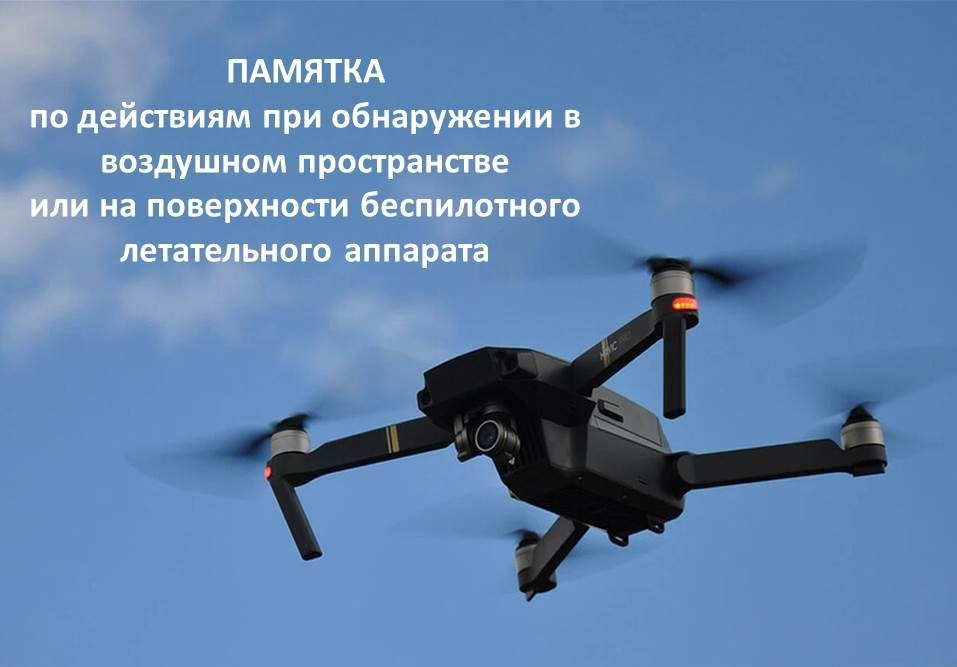 ПАМЯТКА
по действиям при обнаружении в
воздушном пространстве
или на поверхности беспилотного
летательного аппарата